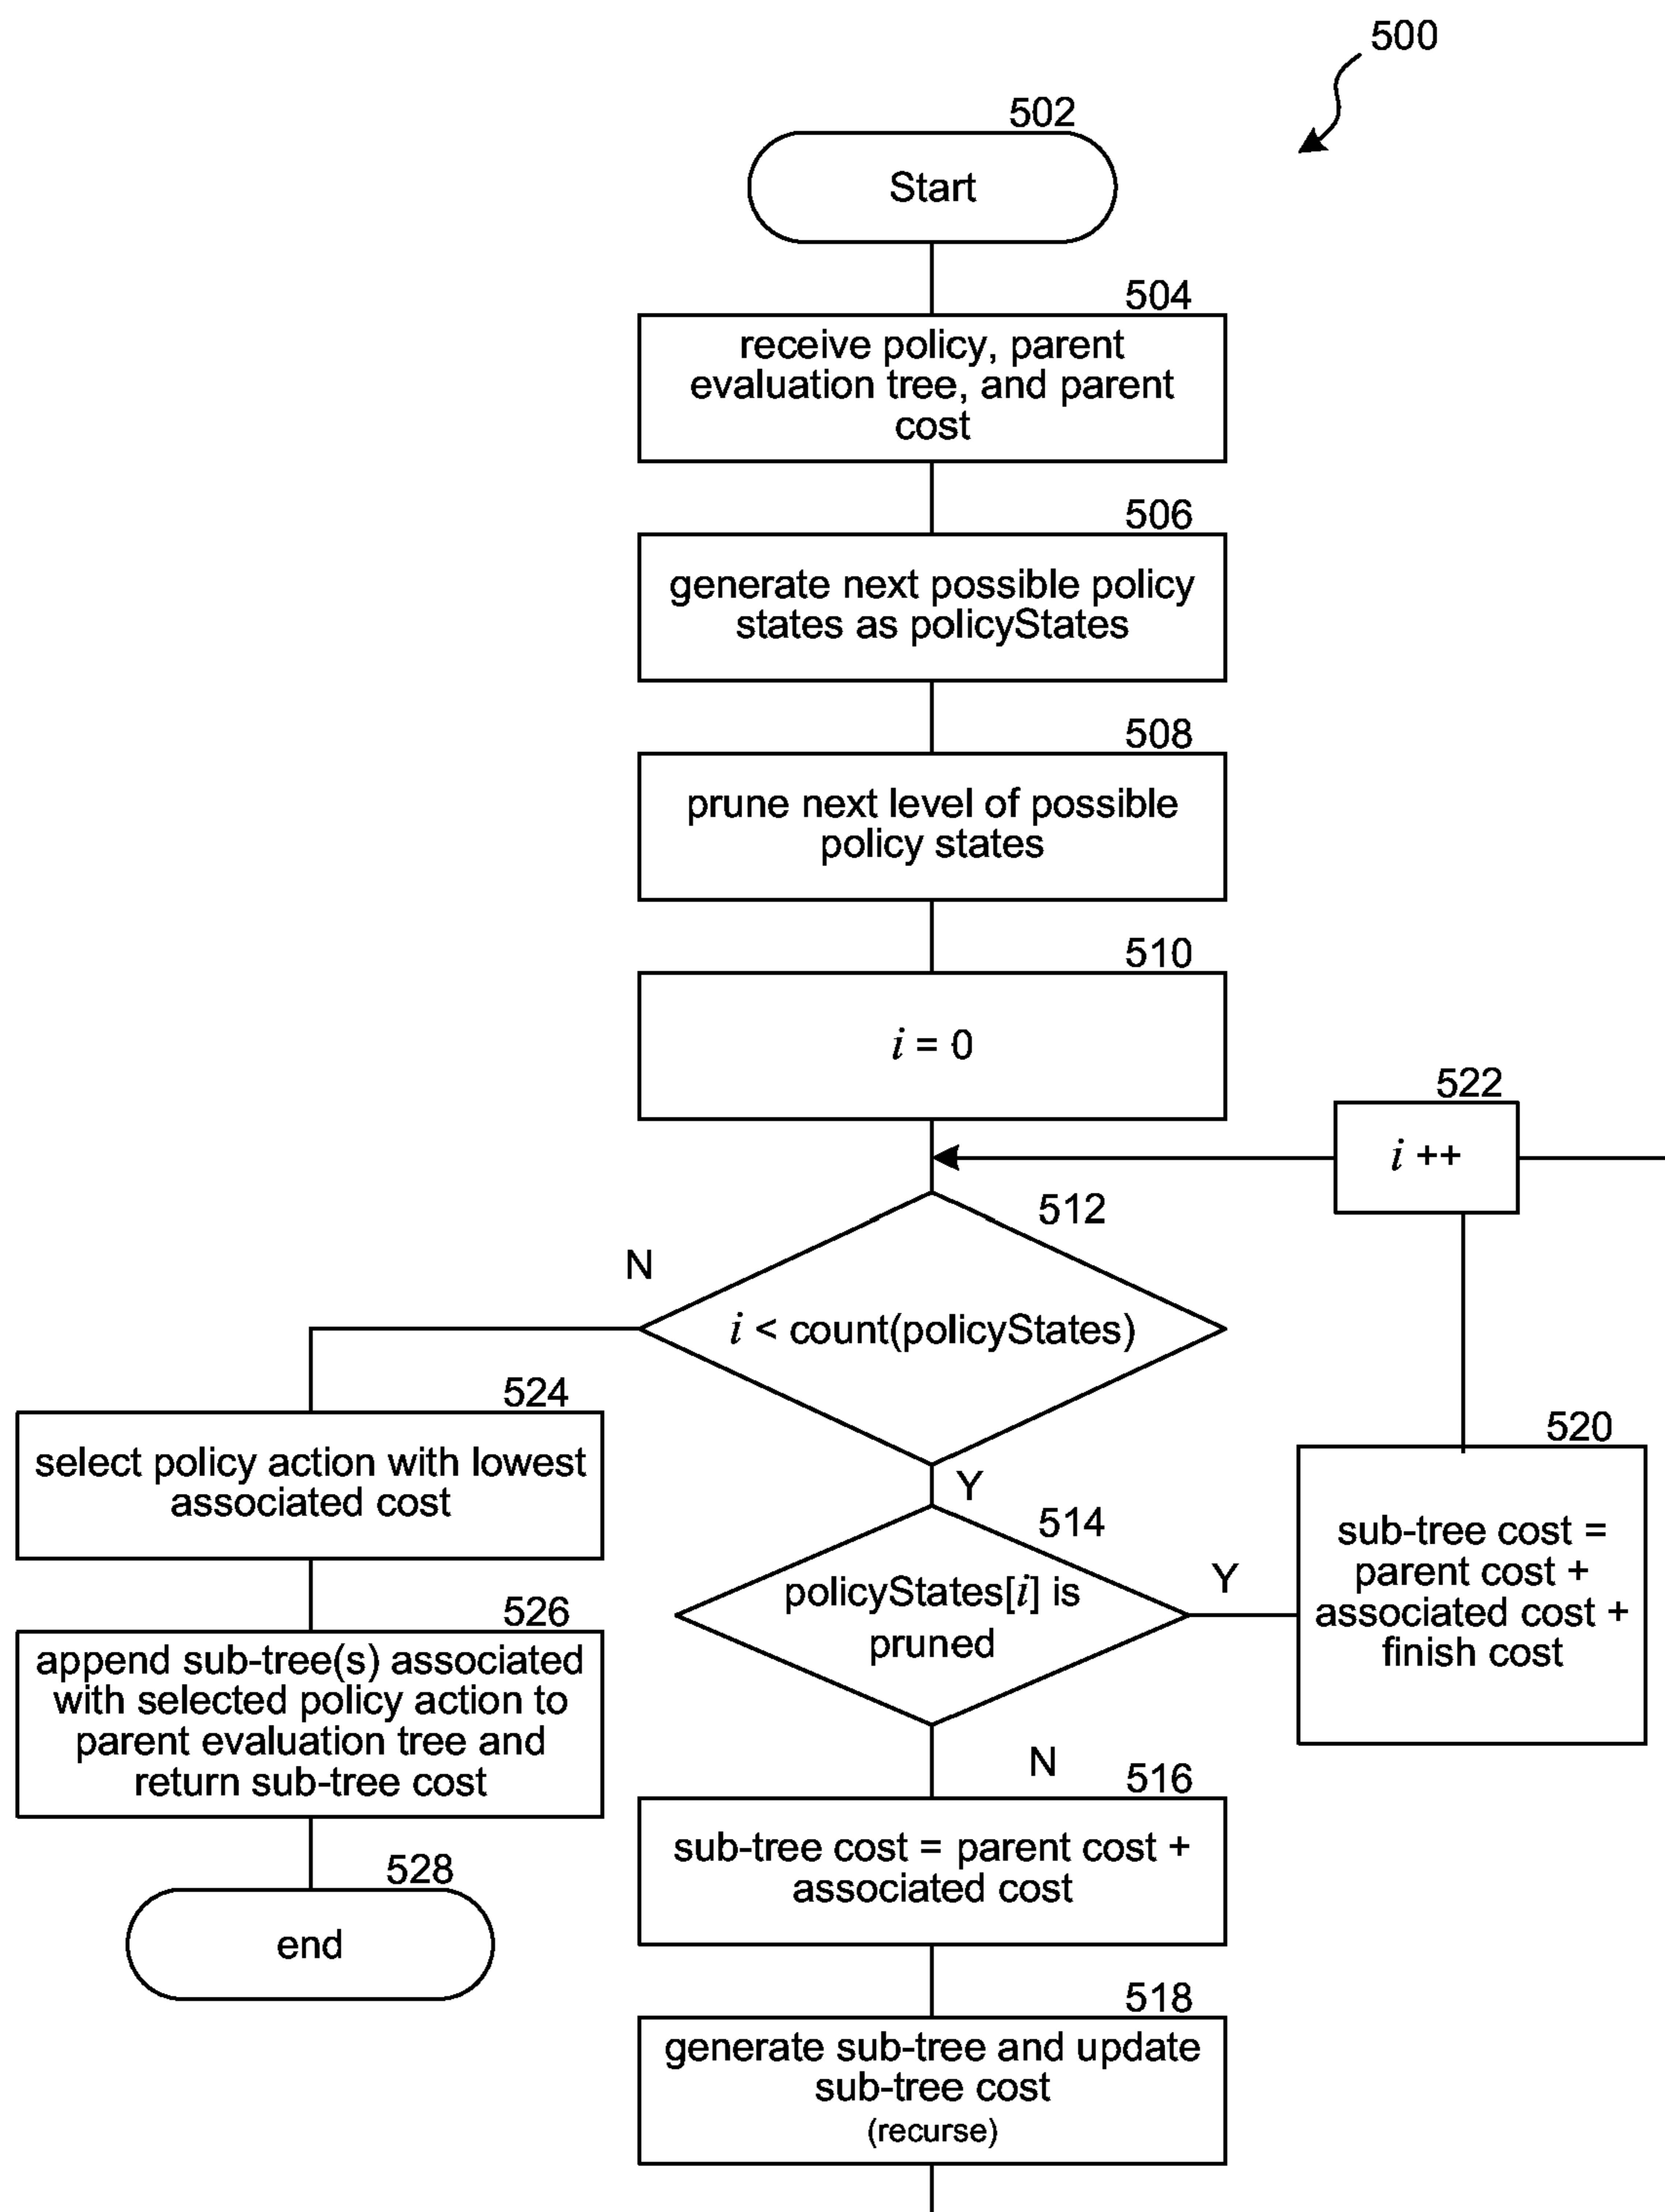 500
502
Start
504
receive policy, parent
evaluation tree, and parent
cost
506
generate next possible policy
states as policyStates
508
prune next level of possible
policy states
510
i = 0
522
i ++
512
N
i < count(policyStates)
Y
524
select policy action with lowest
associated cost
514
policyStates[i] is
pruned
Y
N
520
sub-tree cost =
parent cost +
associated cost +
finish cost
526
append sub-tree(s) associated
with selected policy action to
parent evaluation tree and
return sub-tree cost
516
sub-tree cost = parent cost +
associated cost
528
end
518
generate sub-tree and update
sub-tree cost
(recurse)